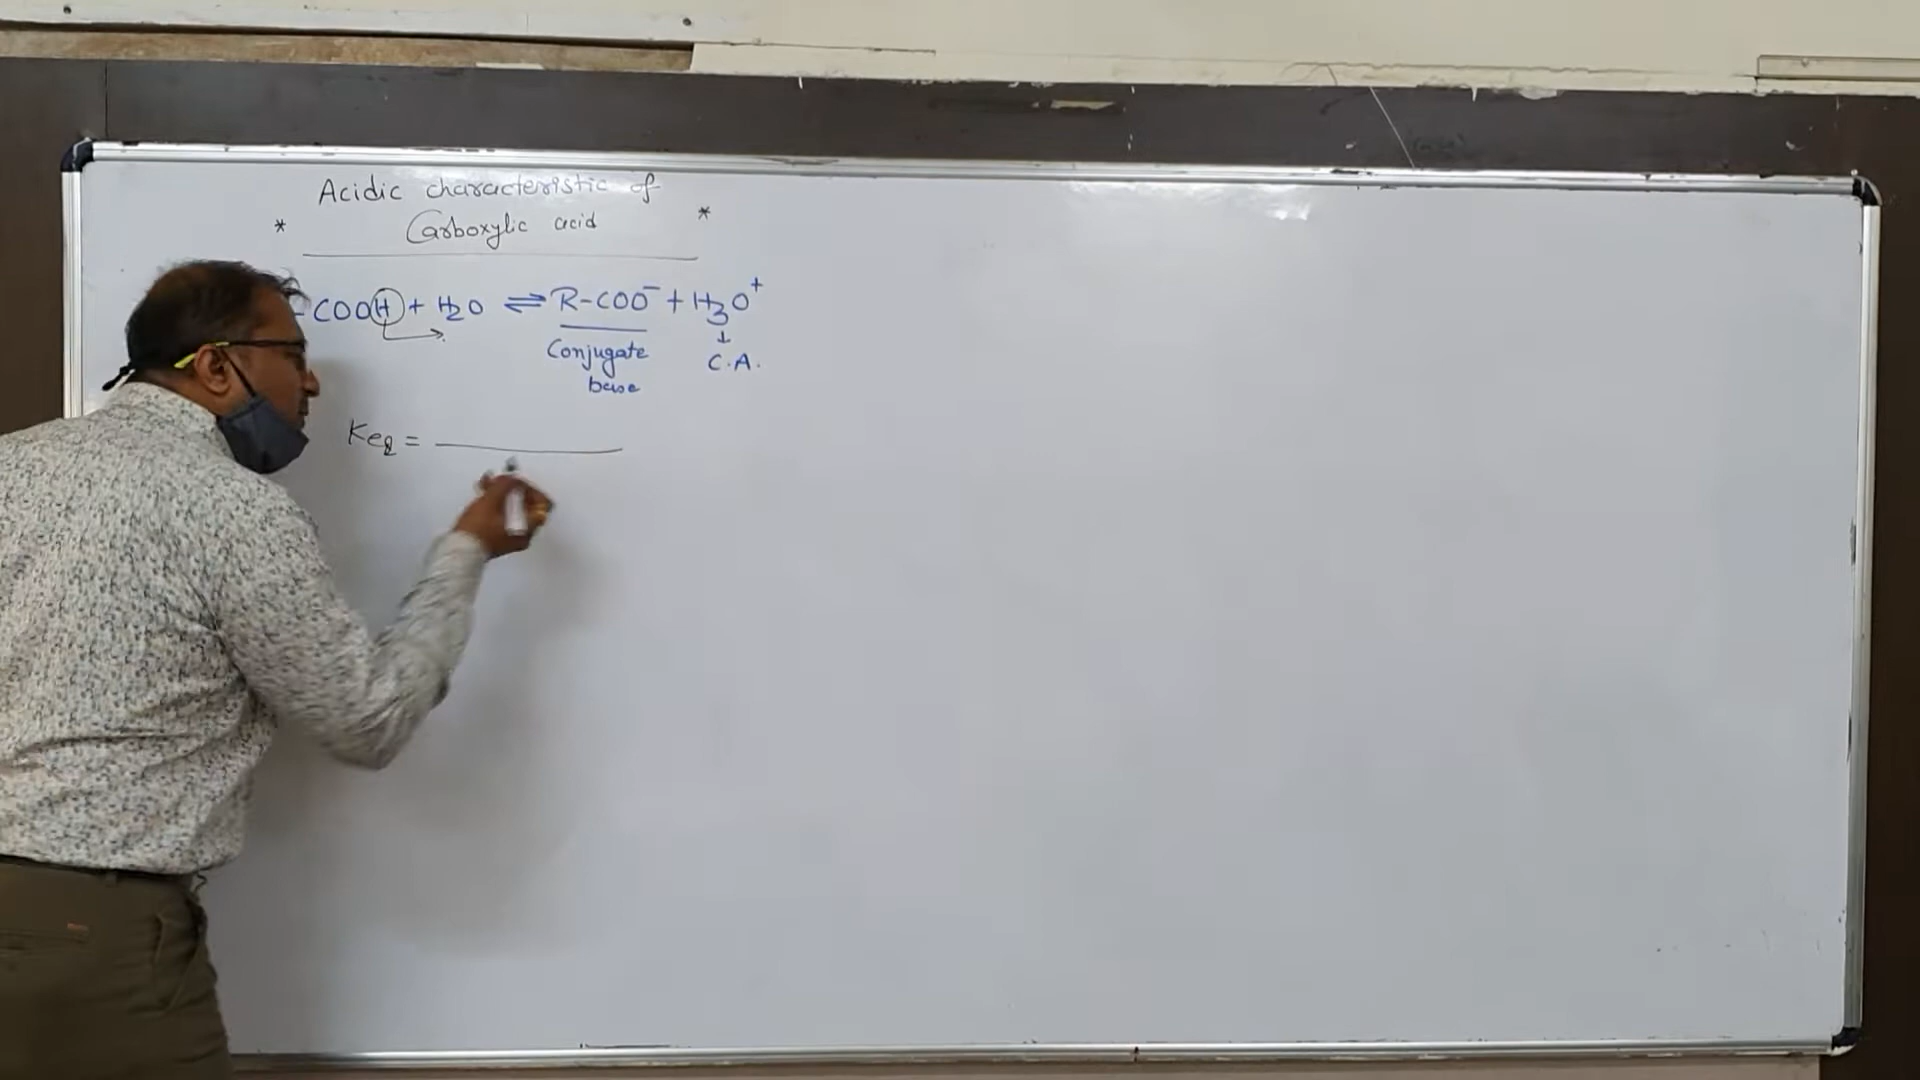 Acidic characteristic of
* Carboxylic acid *
-COOH + H2O ⇌ R-COO⁻ + H3O⁺
Conjugate base
↓
C.A.
Keq =